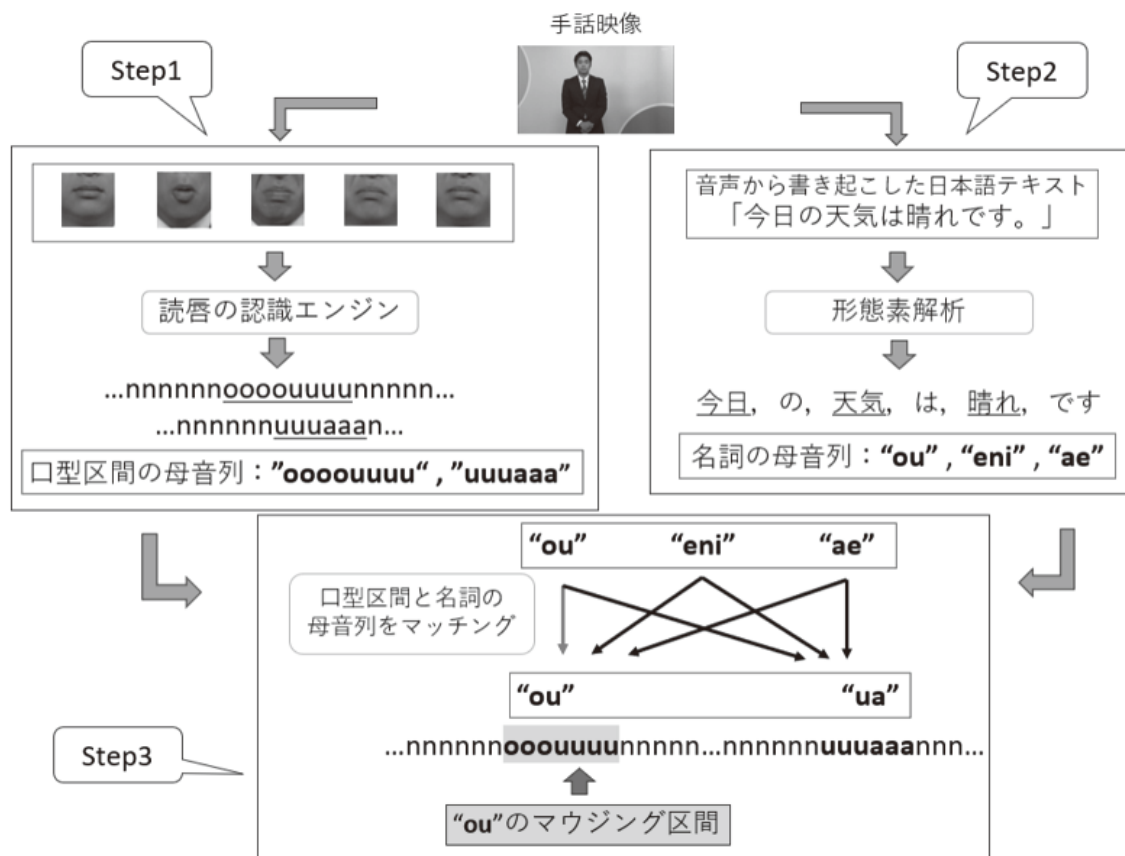 手話映像
Step1
Step2
音声から書き起こした日本語テキスト
「今日の天気は晴れです。」
読唇の認識エンジン
形態素解析
...nnnnnnoooouuuunnnnn...
...nnnnnnuuuaaan...
口型区間の母音列：”oooouuuu“ , ”uuuaaa”
今日，の，天気，は，晴れ，です
名詞の母音列：“ou” , “eni” , “ae”
“ou” “eni” “ae”
口型区間と名詞の
母音列をマッチング
“ou” “ua”
Step3
...nnnnnnooouuuunnnnn...nnnnnnuuuaaannn...
“ou”のマウジング区間